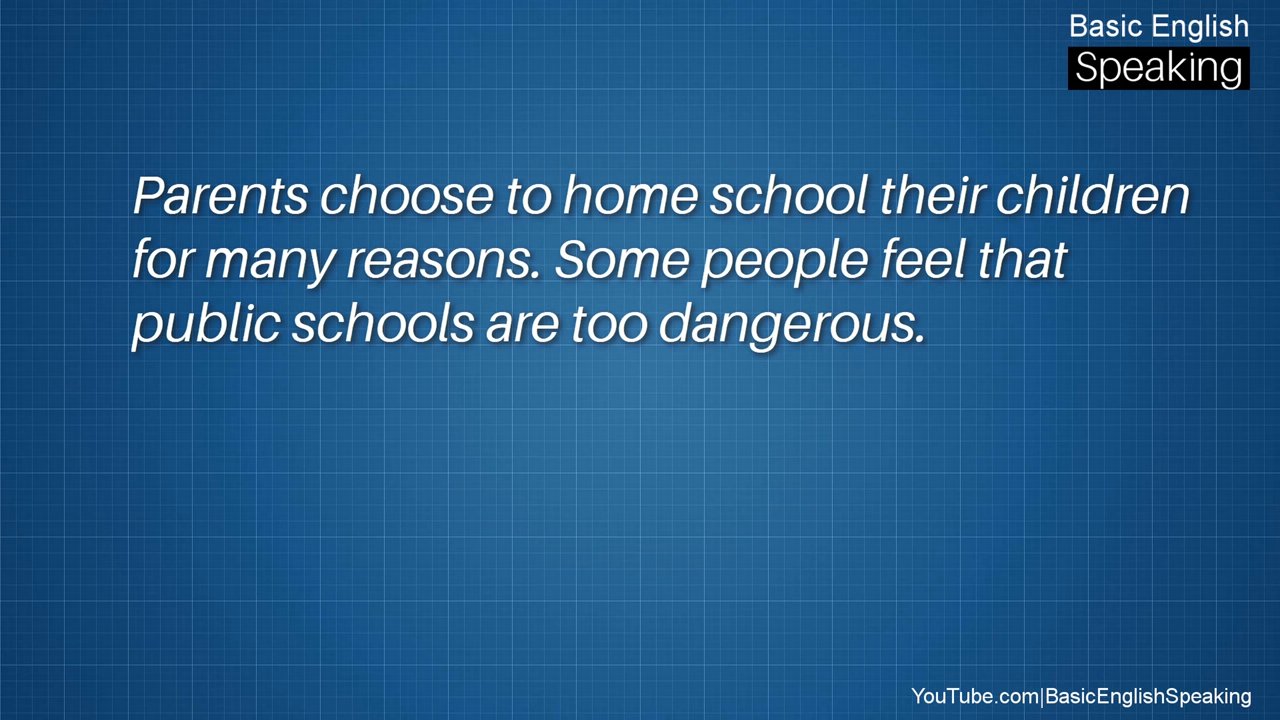 Basic English
Speaking
Parents choose to home school their children
for many reasons. Some people feel that
public schools are too dangerous.
YouTube.com|BasicEnglishSpeaking